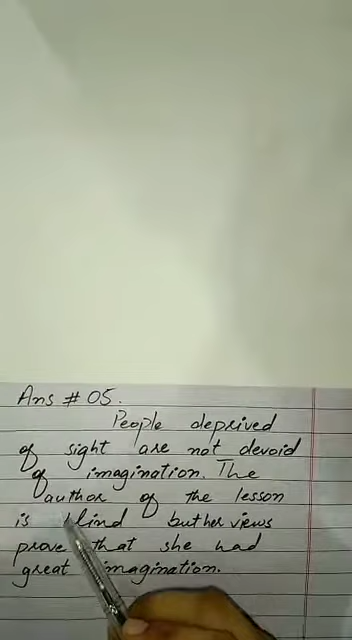 Ans # 05.
People deprived
of sight are not devoid
of imagination. The
author of the lesson
is blind but her views
prove that she had
great imagination.